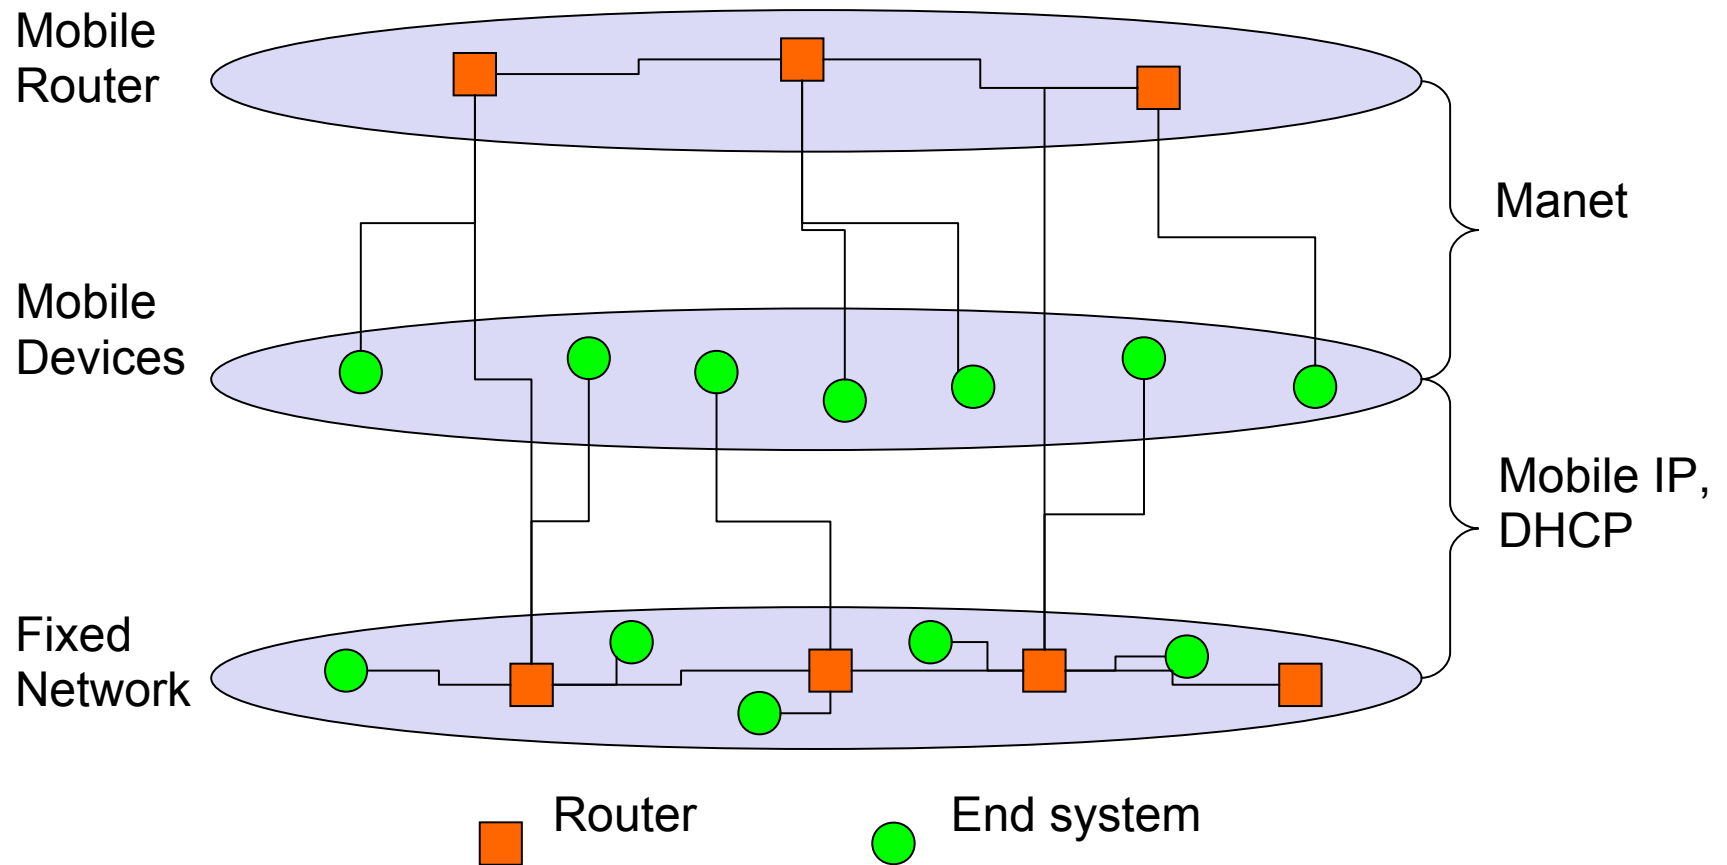 Mobile
Router
Manet
Mobile
Devices
Mobile IP,
DHCP
Fixed
Network
Router
End system